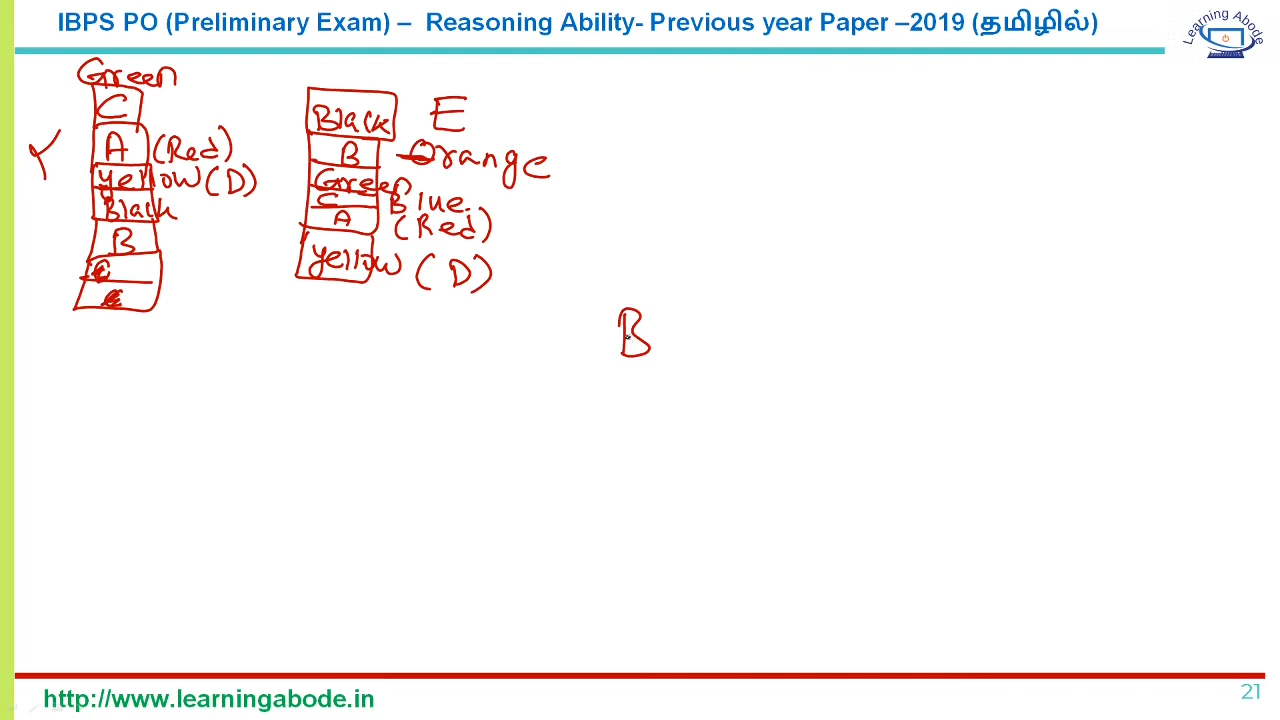 IBPS PO (Preliminary Exam) – Reasoning Ability- Previous year Paper –2019 (தமிழில்)
Learning Abode
Green
C
A (Red)
Yellow (D)
Black
B
Black E
B Orange
Green
C Blue.
A (Red)
Yellow (D)
B
http://www.learningabode.in
21